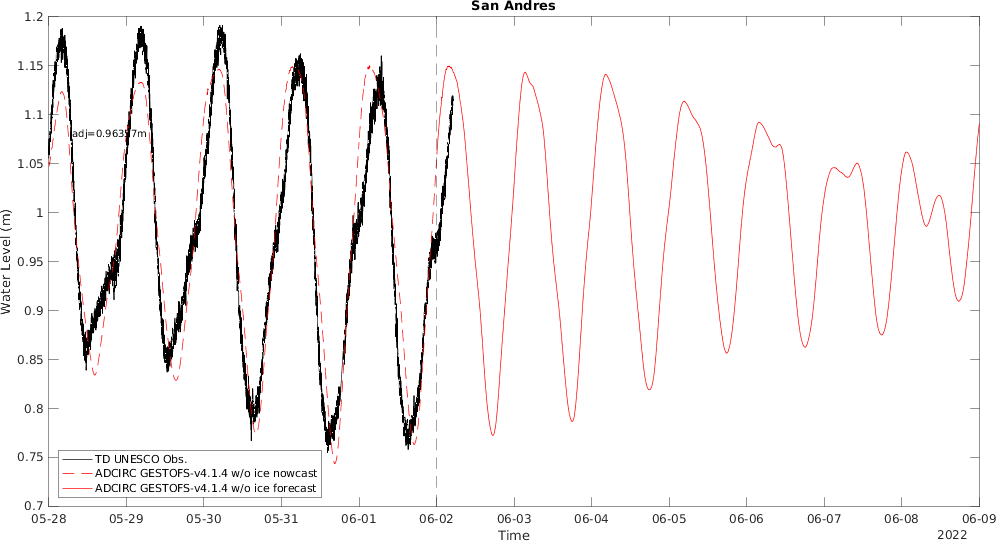 San Andres
1.2
1.15
1.1
1.05
1
0.95
0.9
0.85
0.8
0.75
0.7
Water Level (m)
adj=0.96357m
TD UNESCO Obs.
ADCIRC GESTOFS-v4.1.4 w/o ice nowcast
ADCIRC GESTOFS-v4.1.4 w/o ice forecast
05-28 05-29 05-30 05-31 06-01 06-02 06-03 06-04 06-05 06-06 06-07 06-08 06-09
Time
2022